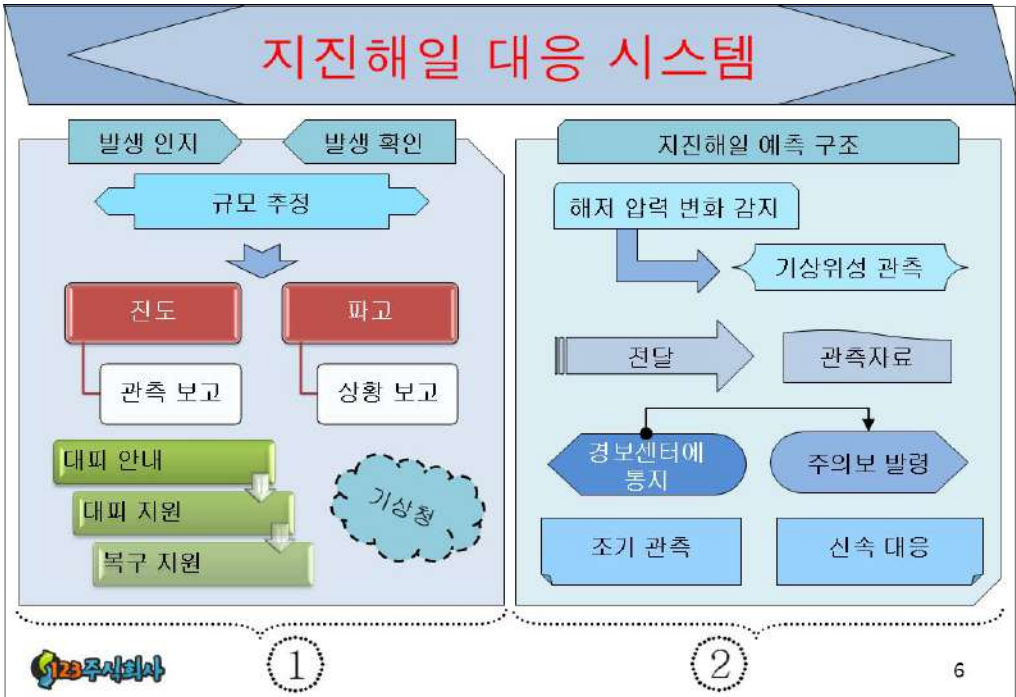 지진해일 대응 시스템
발생 인지
발생 확인
규모 추정
진도
파고
관측 보고
상황 보고
대피 안내
대피 지원
복구 지원
기상청
지진해일 예측 구조
해저 압력 변화 감지
기상위성 관측
전달
관측자료
경보센터에
통지
주의보 발령
조기 관측
신속 대응
①
②
123주식회사
6